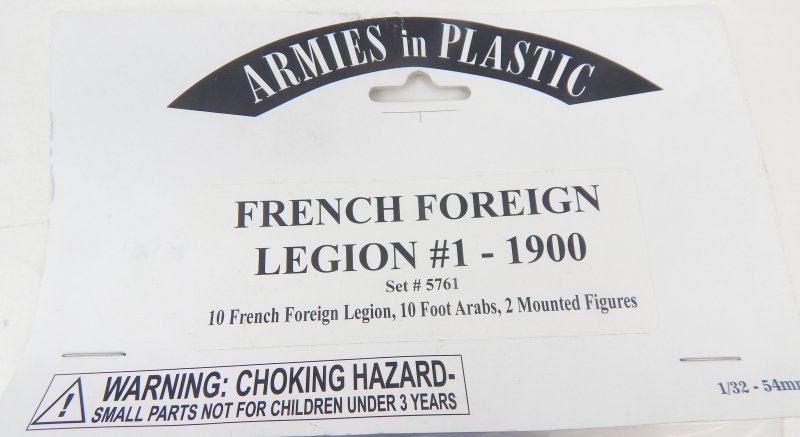 ARMIES in PLASTIC
FRENCH FOREIGN
LEGION #1 - 1900
Set # 5761
10 French Foreign Legion, 10 Foot Arabs, 2 Mounted Figures
WARNING: CHOKING HAZARD-
SMALL PARTS NOT FOR CHILDREN UNDER 3 YEARS
1/32 - 54mm